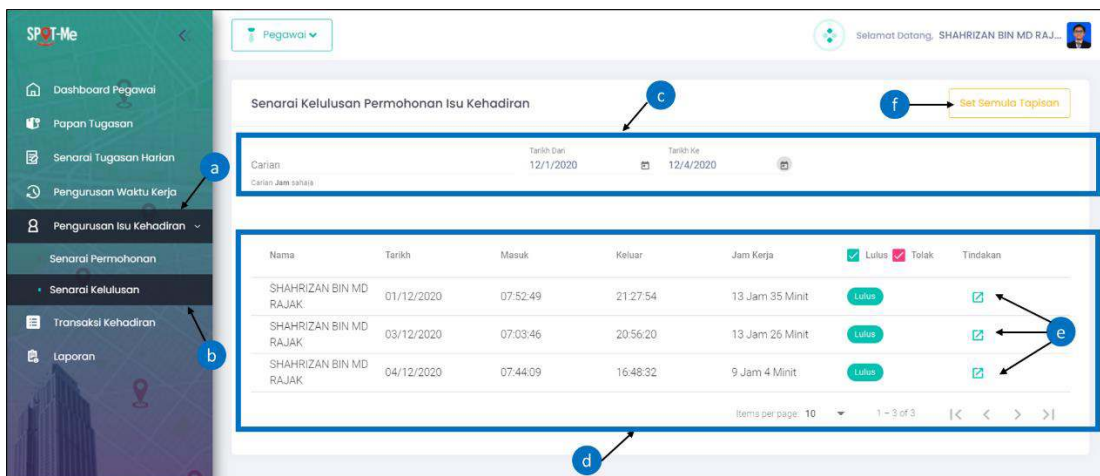 SPOT-Me
Pegawai
Selamat Datang, SHAHRIZAN BIN MD RAJ...
Dashboard Pegawai
Papan Tugasan
Senarai Tugasan Harian
Pengurusan Waktu Kerja
Pengurusan Isu Kehadiran
Senarai Permohonan
Senarai Kelulusan
Transaksi Kehadiran
Laporan
a
b
Senarai Kelulusan Permohonan Isu Kehadiran
c
f
Set Semula Tapisan
Carian
Carian Jam sahaja
Tarikh Dari
12/1/2020
Tarikh Ke
12/4/2020
Nama Tarikh Masuk Keluar Jam Kerja Lulus Tolak Tindakan
SHAHRIZAN BIN MD RAJAK 01/12/2020 07:52:49 21:27:54 13 Jam 35 Minit Lulus
SHAHRIZAN BIN MD RAJAK 03/12/2020 07:03:46 20:56:20 13 Jam 26 Minit Lulus
SHAHRIZAN BIN MD RAJAK 04/12/2020 07:44:09 16:48:32 9 Jam 4 Minit Lulus
e
Items per page: 10 1 – 3 of 3
d